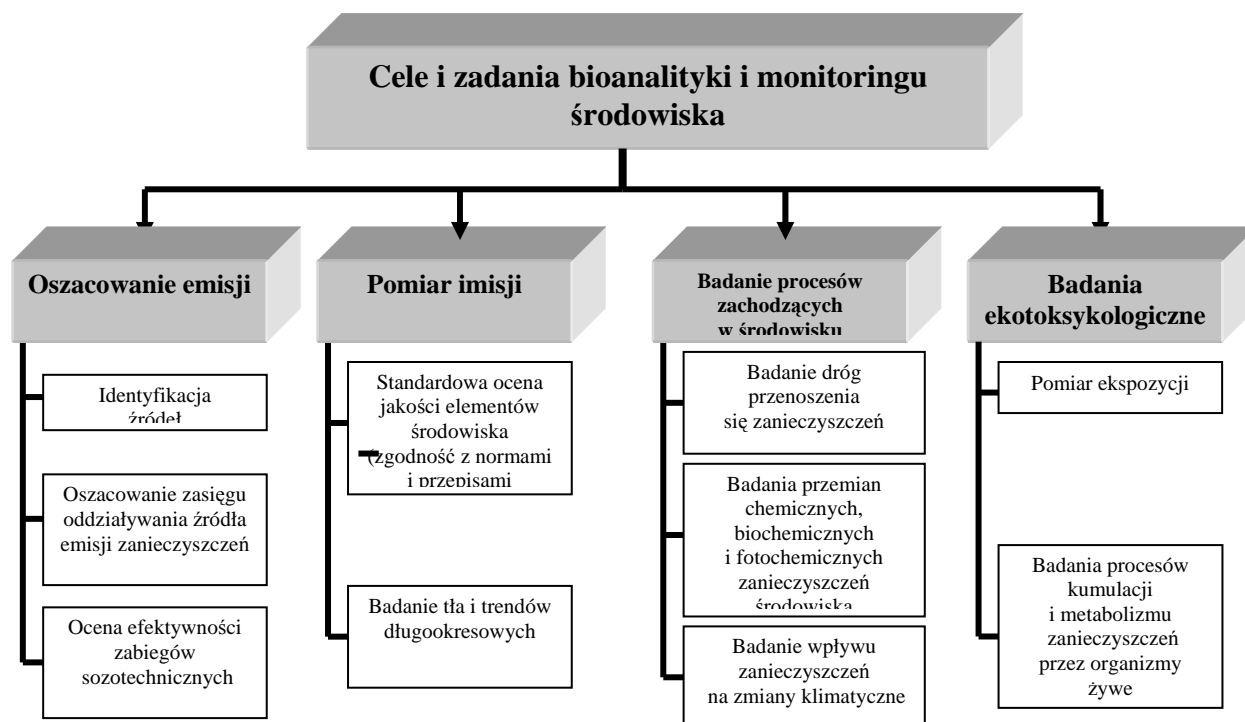 Cele i zadania bioanalityki i monitoringu
środowiska
Oszacowanie emisji
Identyfikacja
źródeł
Oszacowanie zasięgu
oddziaływania źródła
emisji zanieczyszczeń
Ocena efektywności
zabiegów
sozotechnicznych
Pomiar imisji
Standardowa ocena
jakości elementów
środowiska
(zgodność z normami
i przepisami
Badanie tła i trendów
długookresowych
Badanie procesów
zachodzących
w środowisku
Badanie dróg
przenoszenia
się zanieczyszczeń
Badania przemian
chemicznych,
biochemicznych
i fotochemicznych
zanieczyszczeń
środowiska
Badanie wpływu
zanieczyszczeń
na zmiany klimatyczne
Badania
ekotoksykologiczne
Pomiar ekspozycji
Badania procesów
kumulacji
i metabolizmu
zanieczyszczeń
przez organizmy
żywe